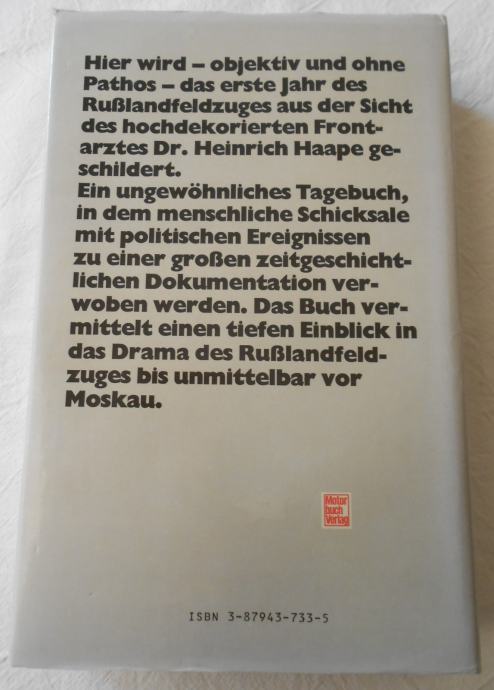 Hier wird – objektiv und ohne
Pathos – das erste Jahr des
Rußlandfeldzuges aus der Sicht
des hochdekorierten Front-
arztes Dr. Heinrich Haape ge-
schildert.
Ein ungewöhnliches Tagebuch,
in dem menschliche Schicksale
mit politischen Ereignissen
zu einer großen zeitgeschicht-
lichen Dokumentation ver-
woben werden. Das Buch ver-
mittelt einen tiefen Einblick in
das Drama des Rußlandfeld-
zuges bis unmittelbar vor
Moskau.
Motor
buch
Verlag
ISBN 3-87943-733-5